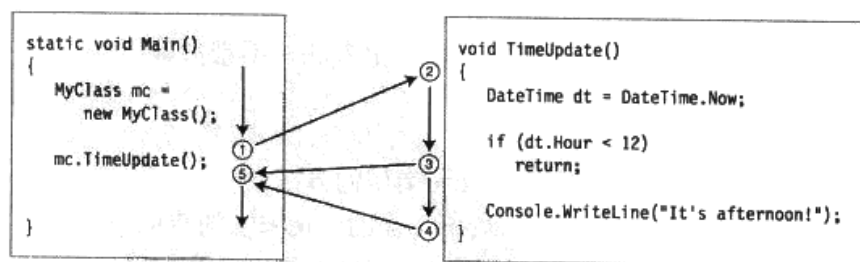 static void Main()
{
MyClass mc =
new MyClass();
①
mc.TimeUpdate();
⑤
}
②
void TimeUpdate()
{
DateTime dt = DateTime.Now;
if (dt.Hour < 12)
③
return;
Console.WriteLine("It's afternoon!");
④
}